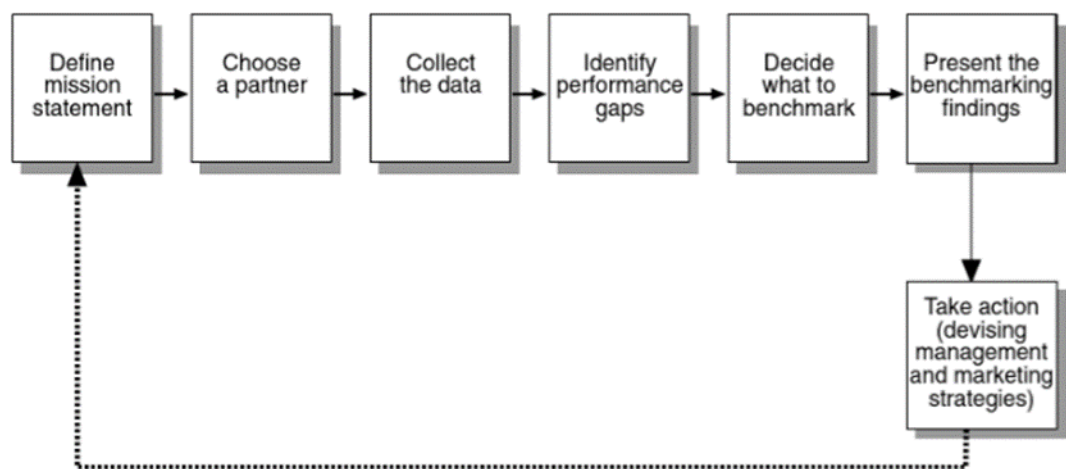 Define
mission
statement
Choose
a partner
Collect
the data
Identify
performance
gaps
Decide
what to
benchmark
Present the
benchmarking
findings
Take action
(devising
management
and marketing
strategies)